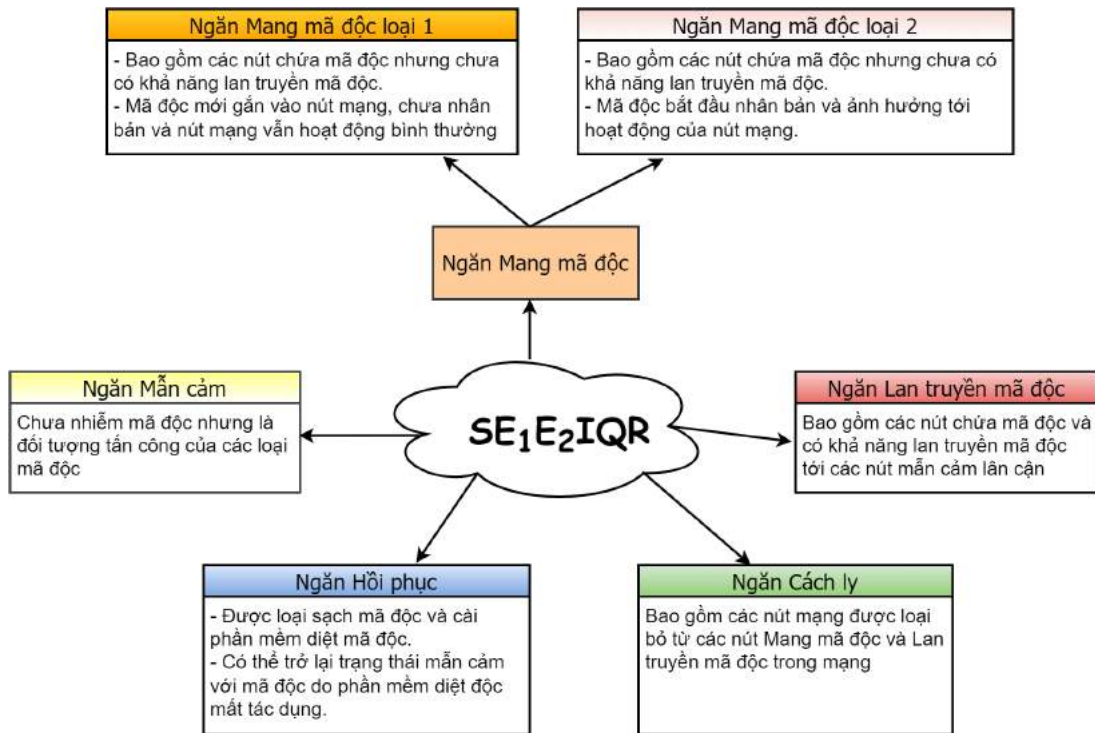 Ngăn Mang mã độc loại 1
- Bao gồm các nút chứa mã độc nhưng chưa
có khả năng lan truyền mã độc.
- Mã độc mới gắn vào nút mạng, chưa nhân
bản và nút mạng vẫn hoạt động bình thường
Ngăn Mang mã độc loại 2
- Bao gồm các nút chứa mã độc nhưng chưa có
khả năng lan truyền mã độc.
- Mã độc bắt đầu nhân bản và ảnh hưởng tới
hoạt động của nút mạng.
Ngăn Mang mã độc
Ngăn Mẫn cảm
Chưa nhiễm mã độc nhưng là
đối tượng tấn công của các loại
mã độc
SE₁E₂IQR
Ngăn Lan truyền mã độc
Bao gồm các nút chứa mã độc và
có khả năng lan truyền mã độc
tới các nút mẫn cảm lân cận
Ngăn Hồi phục
- Được loại sạch mã độc và cài
phần mềm diệt mã độc.
- Có thể trở lại trạng thái mẫn cảm
với mã độc do phần mềm diệt độc
mất tác dụng.
Ngăn Cách ly
Bao gồm các nút mạng được loại
bỏ từ các nút Mang mã độc và Lan
truyền mã độc trong mạng